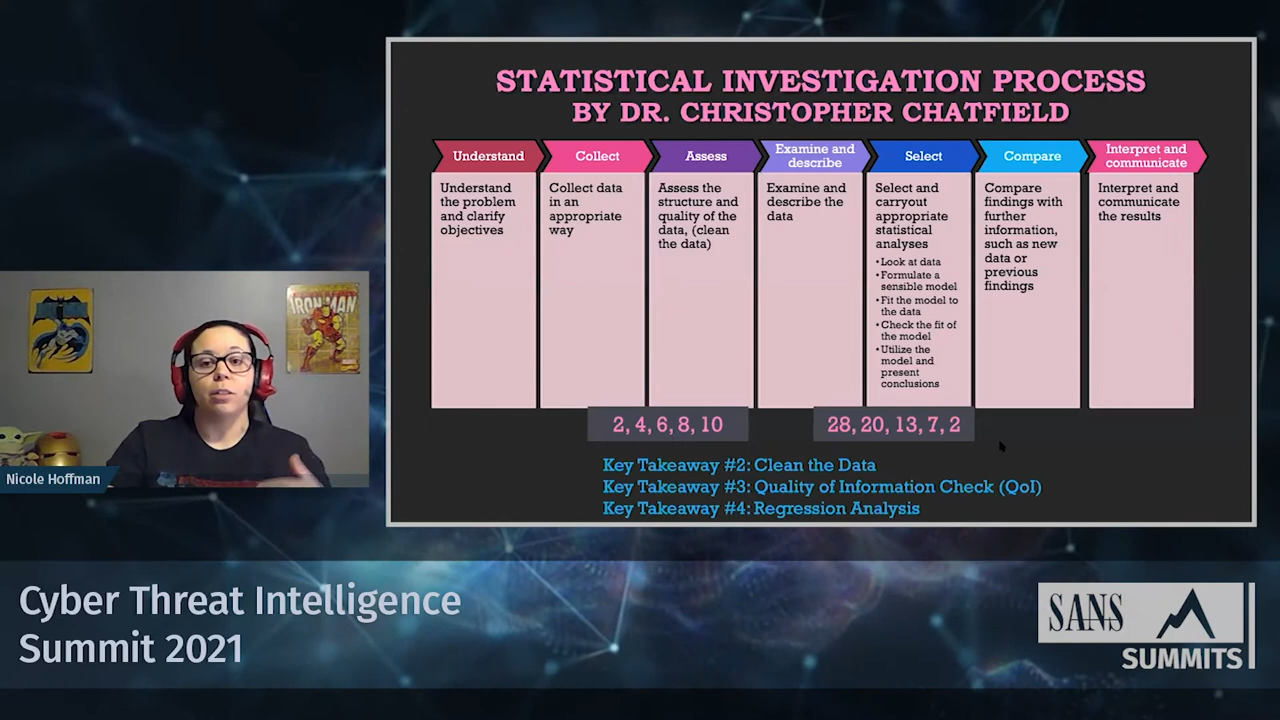 STATISTICAL INVESTIGATION PROCESS
BY DR. CHRISTOPHER CHATFIELD
Understand
Understand
the problem
and clarify
objectives
Collect
Collect data
in an
appropriate
way
Assess
Assess the
structure and
quality of the
data, (clean
the data)
Examine and
describe
Examine and
describe the
data
Select
Select and
carryout
appropriate
statistical
analyses
•Look at data
•Formulate a
sensible model
•Fit the model to
the data
•Check the fit of
the model
•Utilize the
model and
present
conclusions
Compare
Compare
findings with
further
information,
such as new
data or
previous
findings
Interpret and
communicate
Interpret and
communicate
the results
2, 4, 6, 8, 10
28, 20, 13, 7, 2
Key Takeaway #2: Clean the Data
Key Takeaway #3: Quality of Information Check (QoI)
Key Takeaway #4: Regression Analysis
BATMAN
IRON MAN
Nicole Hoffman
Cyber Threat Intelligence
Summit 2021
SANS
SUMMITS